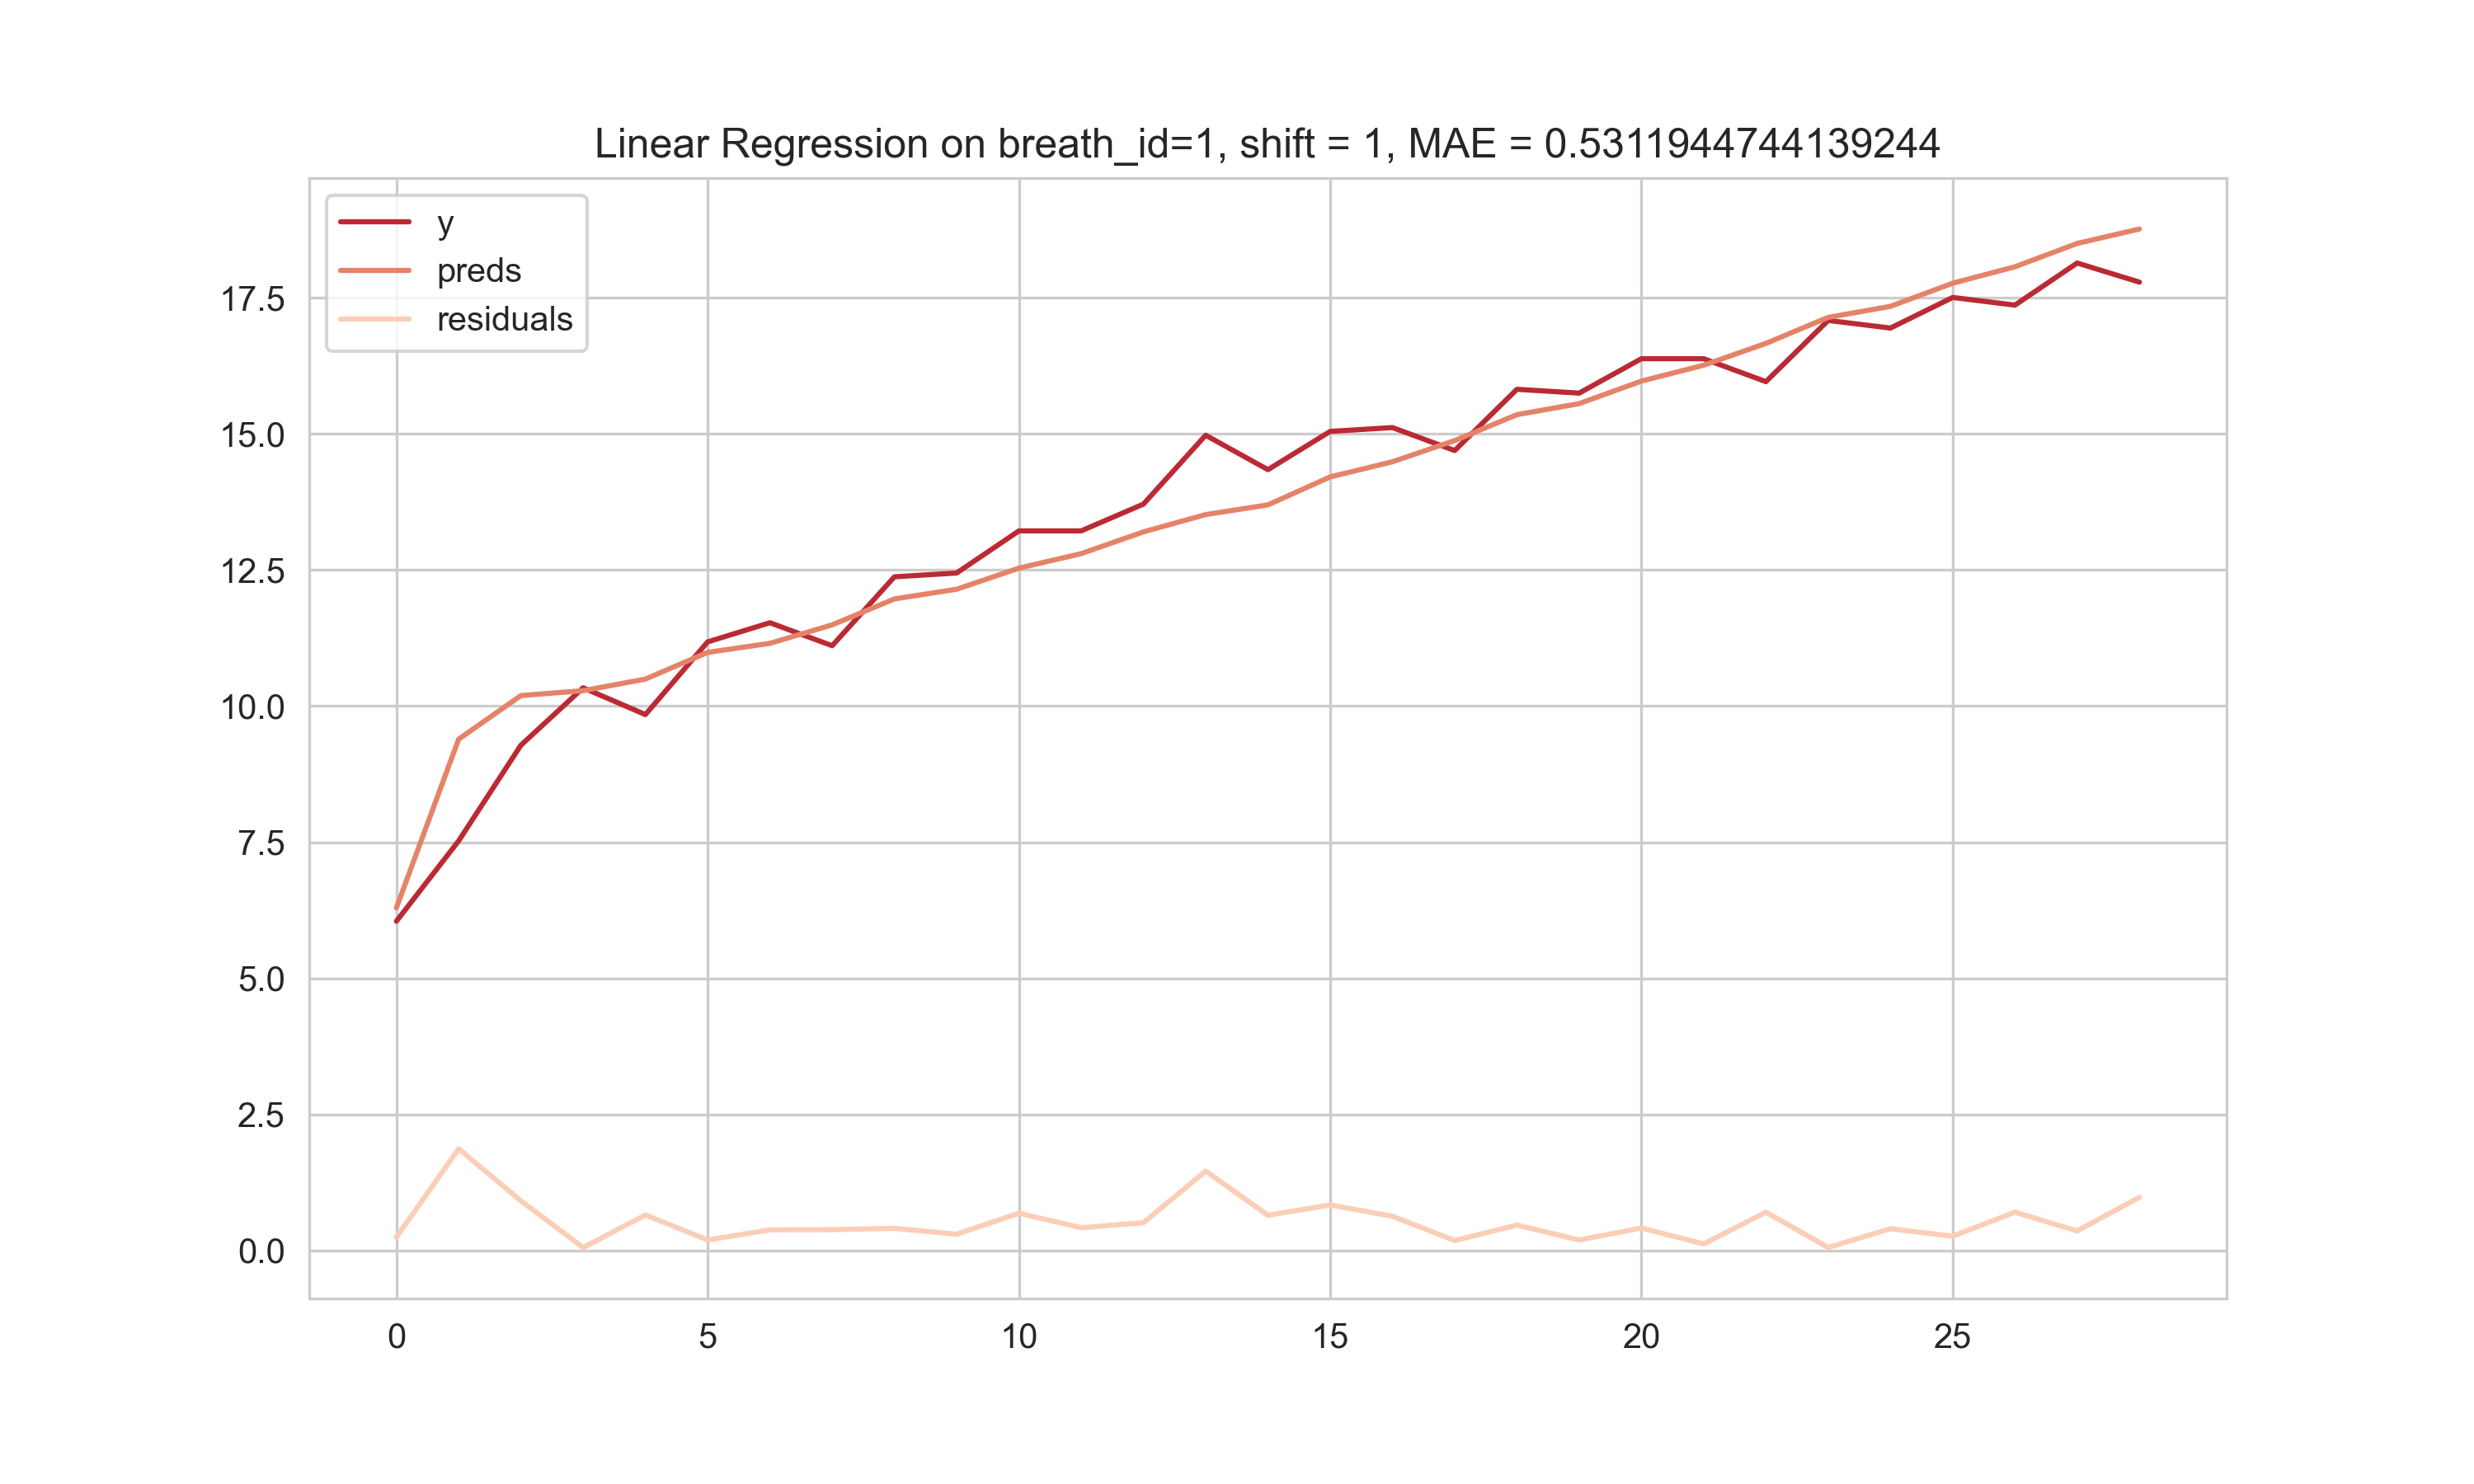 Linear Regression on breath_id=1, shift = 1, MAE = 0.5311944744139244
y
preds
residuals
17.5
15.0
12.5
10.0
7.5
5.0
2.5
0.0
0 5 10 15 20 25